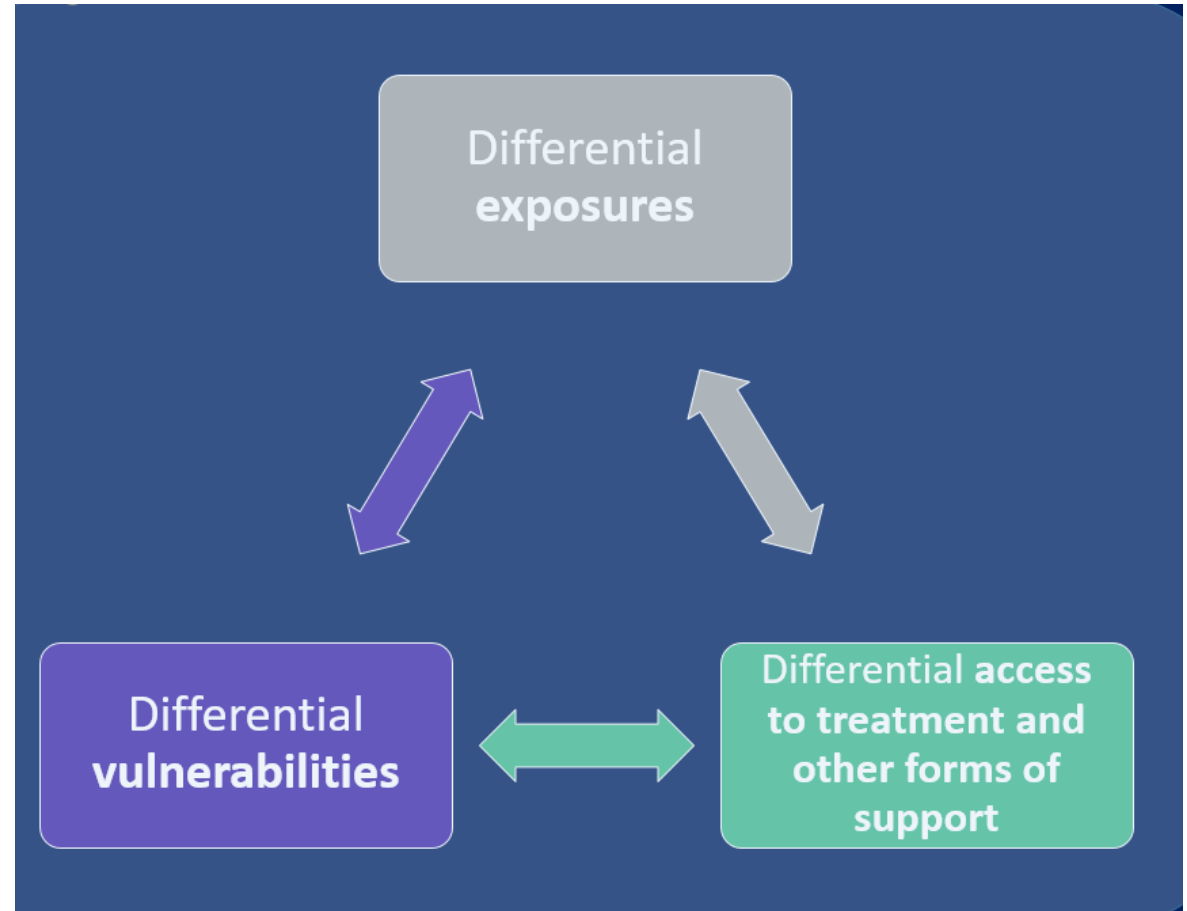 Differential
exposures
Differential
vulnerabilities
Differential access
to treatment and
other forms of
support